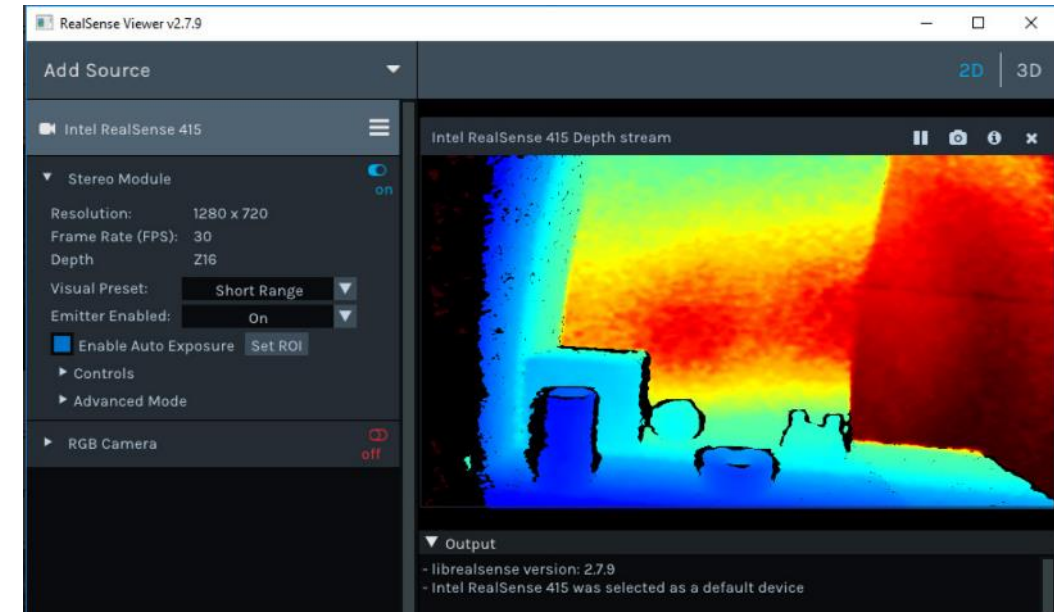 RealSense Viewer v2.7.9
Add Source
2D | 3D
Intel RealSense 415
Intel RealSense 415 Depth stream
Stereo Module
on
Resolution: 1280 x 720
Frame Rate (FPS): 30
Depth Z16
Visual Preset: Short Range
Emitter Enabled: On
Enable Auto Exposure Set ROI
Controls
Advanced Mode
RGB Camera
off
Output
- librealsense version: 2.7.9
- Intel RealSense 415 was selected as a default device